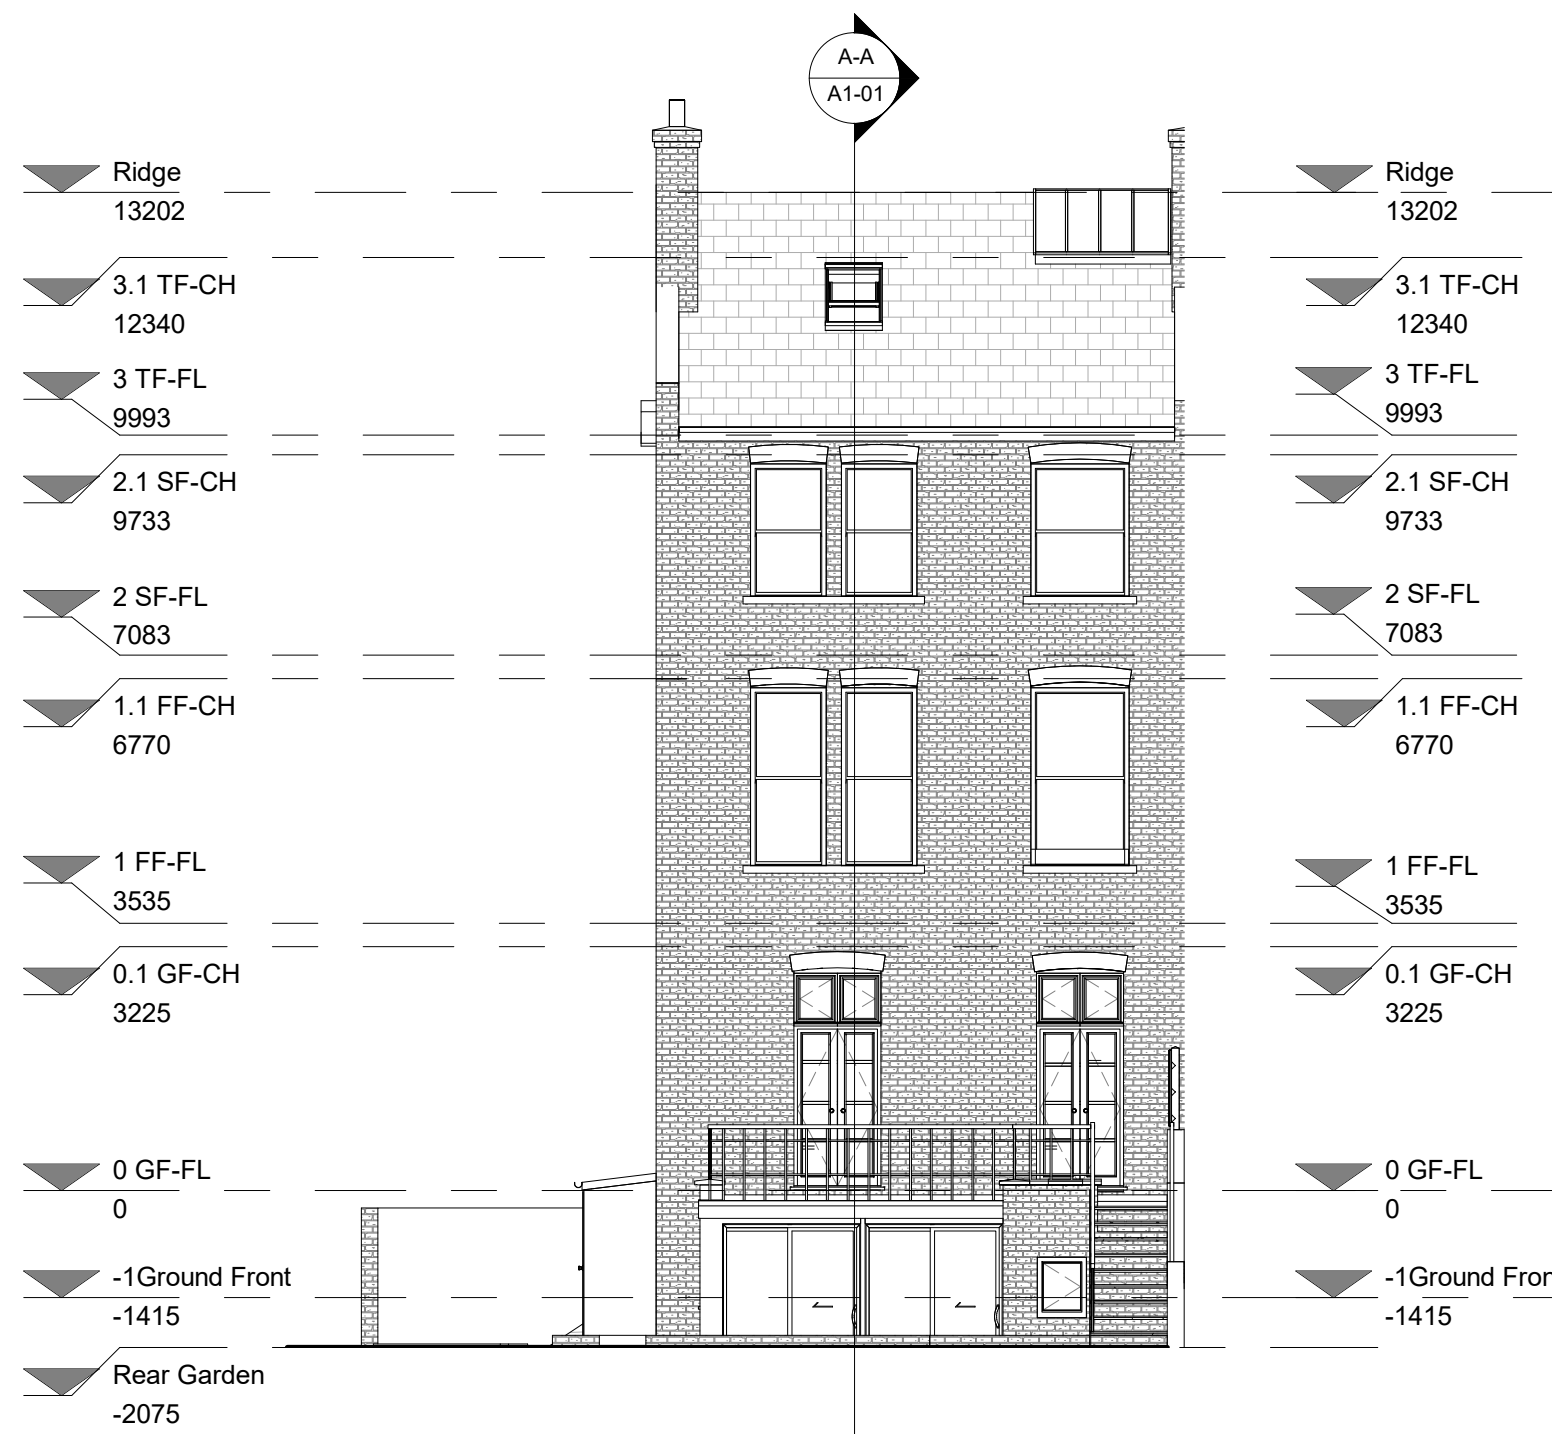 A-A
A1-01
Ridge
13202
3.1 TF-CH
12340
3 TF-FL
9993
2.1 SF-CH
9733
2 SF-FL
7083
1.1 FF-CH
6770
1 FF-FL
3535
0.1 GF-CH
3225
0 GF-FL
0
-1Ground Front
-1415
Rear Garden
-2075
Ridge
13202
3.1 TF-CH
12340
3 TF-FL
9993
2.1 SF-CH
9733
2 SF-FL
7083
1.1 FF-CH
6770
1 FF-FL
3535
0.1 GF-CH
3225
0 GF-FL
0
-1Ground Fron
-1415